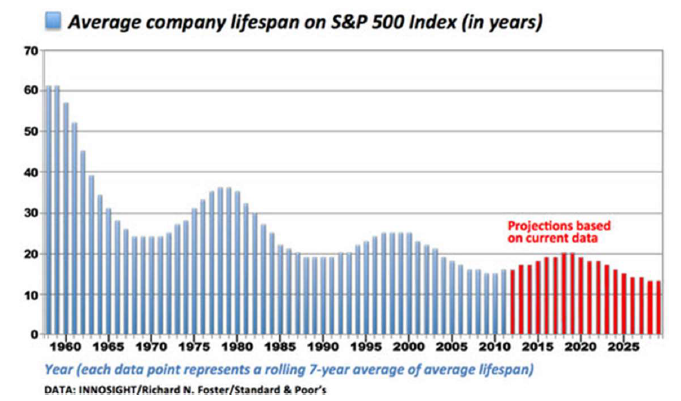 Average company lifespan on S&P 500 Index (in years)
70
60
50
40
30
20
10
0
Projections based
on current data
1960 1965 1970 1975 1980 1985 1990 1995 2000 2005 2010 2015 2020 2025
Year (each data point represents a rolling 7-year average of average lifespan)
DATA: INNOSIGHT/Richard N. Foster/Standard & Poor's